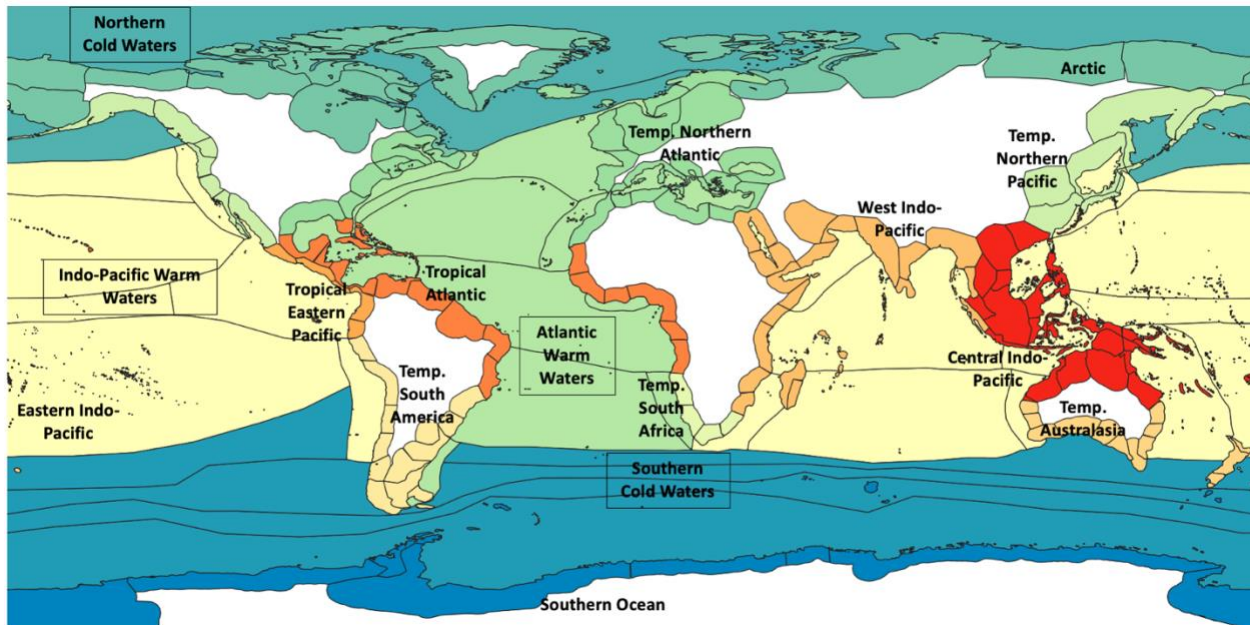 Northern
Cold Waters
Arctic
Temp. Northern
Atlantic
Temp.
Northern
Pacific
West Indo-
Pacific
Indo-Pacific Warm
Waters
Tropical
Eastern
Pacific
Tropical
Atlantic
Atlantic
Warm
Waters
Central Indo-
Pacific
Temp.
South
America
Temp.
South
Africa
Temp.
Australasia
Eastern Indo-
Pacific
Southern
Cold Waters
Southern Ocean